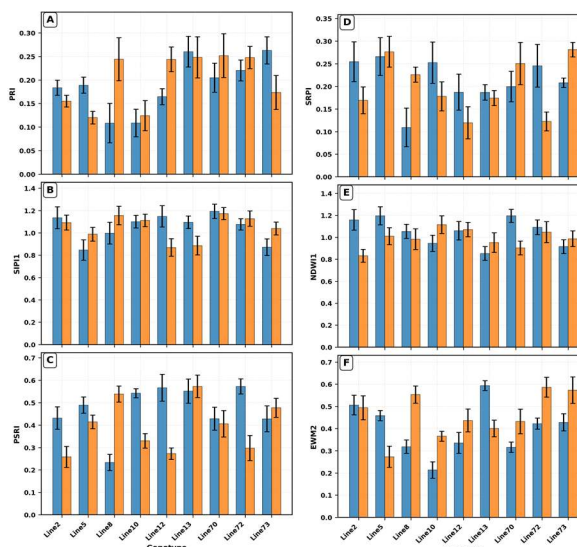 A
PRI
0.30
0.25
0.20
0.15
0.10
0.05
0.00
B
SIPI1
1.4
1.2
1.0
0.8
0.6
0.4
0.2
0.0
C
PSRI
0.7
0.6
0.5
0.4
0.3
0.2
0.1
0.0
Line2
Line5
Line8
Line10
Line12
Line13
Line70
Line72
Line73
D
SRPI
0.35
0.30
0.25
0.20
0.15
0.10
0.05
0.00
E
NDWI1
1.4
1.2
1.0
0.8
0.6
0.4
0.2
0.0
F
EWM2
0.7
0.6
0.5
0.4
0.3
0.2
0.1
0.0
Line2
Line5
Line8
Line10
Line12
Line13
Line70
Line72
Line73